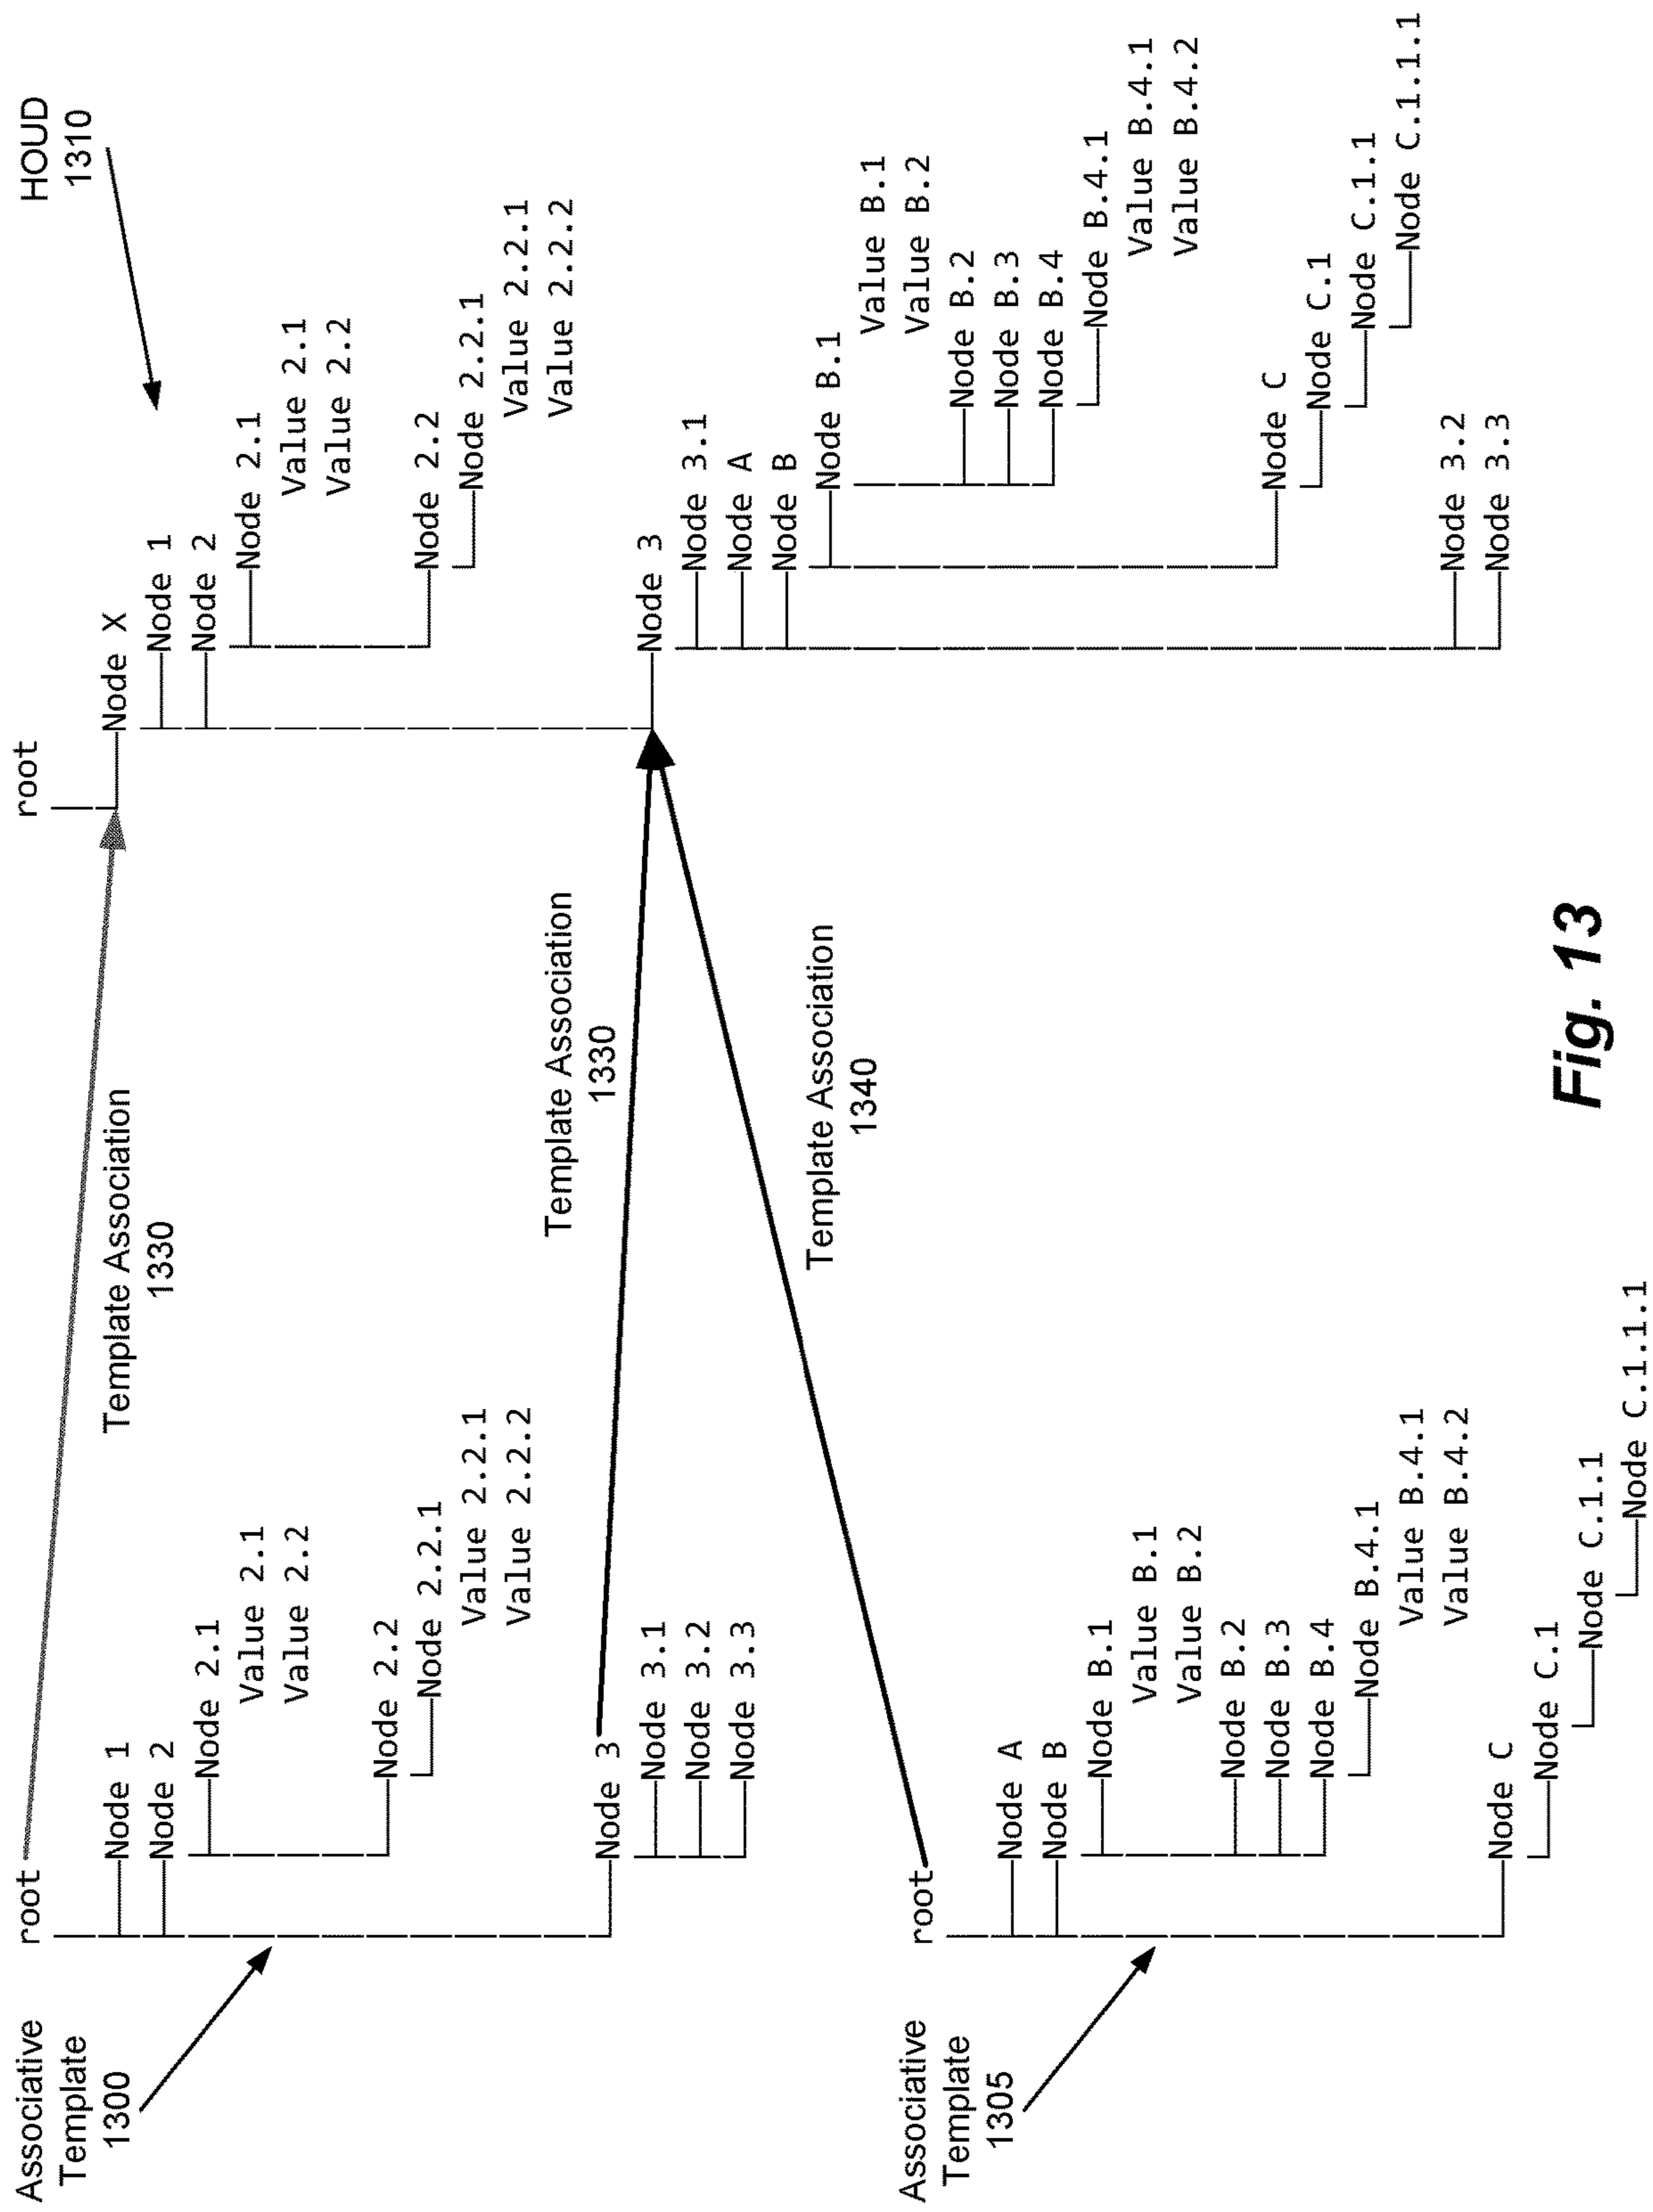 Associative
Template
1300
root
Node 1
Node 2
Node 2.1
Value 2.1
Value 2.2
Node 2.2
Node 2.2.1
Value 2.2.1
Value 2.2.2
Node 3
Node 3.1
Node 3.2
Node 3.3
Associative
Template
1305
root
Node A
Node B
Node B.1
Value B.1
Value B.2
Node B.2
Node B.3
Node B.4
Node B.4.1
Value B.4.1
Value B.4.2
Node C
Node C.1
Node C.1.1
Node C.1.1.1
Template Association
1330
Template Association
1330
Template Association
1340
HOUD
1310
root
Node X
Node 1
Node 2
Node 2.1
Value 2.1
Value 2.2
Node 2.2
Node 2.2.1
Value 2.2.1
Value 2.2.2
Node 3
Node 3.1
Node A
Node B
Node B.1
Value B.1
Value B.2
Node B.2
Node B.3
Node B.4
Node B.4.1
Value B.4.1
Value B.4.2
Node C
Node C.1
Node C.1.1
Node C.1.1.1
Node 3.2
Node 3.3
Fig. 13